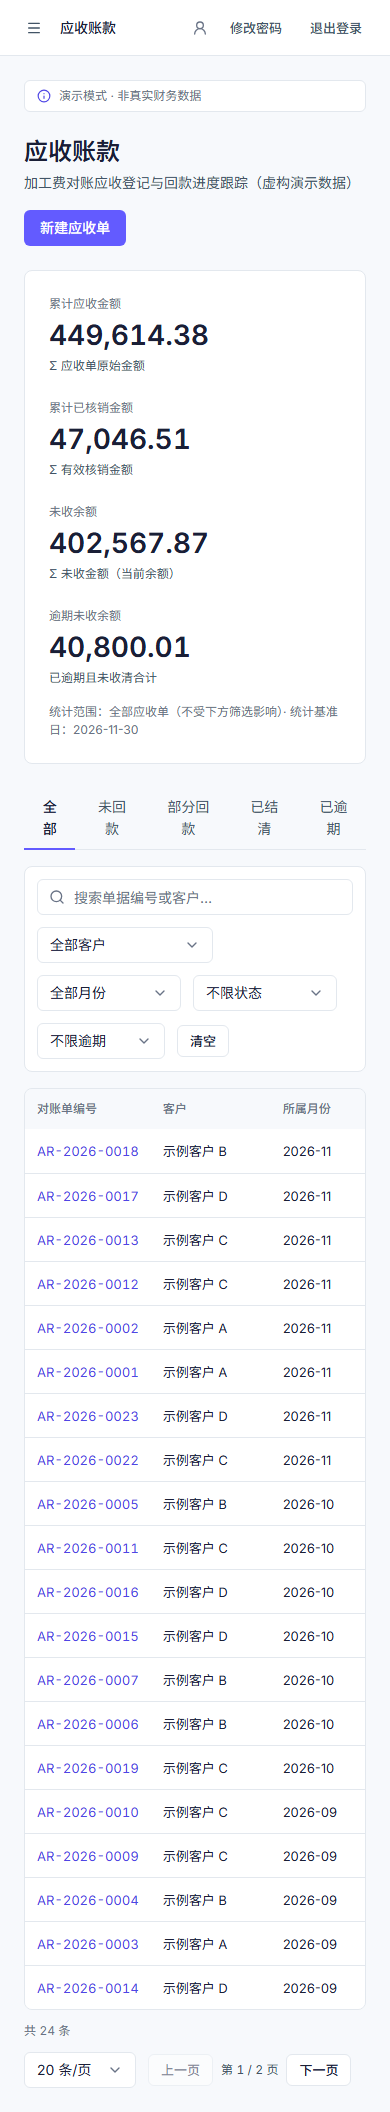 应收账款 修改密码 退出登录
演示模式 · 非真实财务数据
应收账款
加工费对账应收登记与回款进度跟踪（虚构演示数据）
新建应收单
累计应收金额
449,614.38
Σ 应收单原始金额
累计已核销金额
47,046.51
Σ 有效核销金额
未收余额
402,567.87
Σ 未收金额（当前余额）
逾期未收余额
40,800.01
已逾期且未收清合计
统计范围：全部应收单（不受下方筛选影响）· 统计基准
日：2026-11-30
全部 未回款 部分回款 已结清 已逾期
搜索单据编号或客户...
全部客户
全部月份 不限状态
不限逾期 清空
对账单编号 客户 所属月份
AR-2026-0018 示例客户 B 2026-11
AR-2026-0017 示例客户 D 2026-11
AR-2026-0013 示例客户 C 2026-11
AR-2026-0012 示例客户 C 2026-11
AR-2026-0002 示例客户 A 2026-11
AR-2026-0001 示例客户 A 2026-11
AR-2026-0023 示例客户 D 2026-11
AR-2026-0022 示例客户 C 2026-11
AR-2026-0005 示例客户 B 2026-10
AR-2026-0011 示例客户 C 2026-10
AR-2026-0016 示例客户 D 2026-10
AR-2026-0015 示例客户 D 2026-10
AR-2026-0007 示例客户 B 2026-10
AR-2026-0006 示例客户 B 2026-10
AR-2026-0019 示例客户 C 2026-10
AR-2026-0010 示例客户 C 2026-09
AR-2026-0009 示例客户 C 2026-09
AR-2026-0004 示例客户 B 2026-09
AR-2026-0003 示例客户 A 2026-09
AR-2026-0014 示例客户 D 2026-09
共 24 条
20 条/页 上一页 第 1 / 2 页 下一页